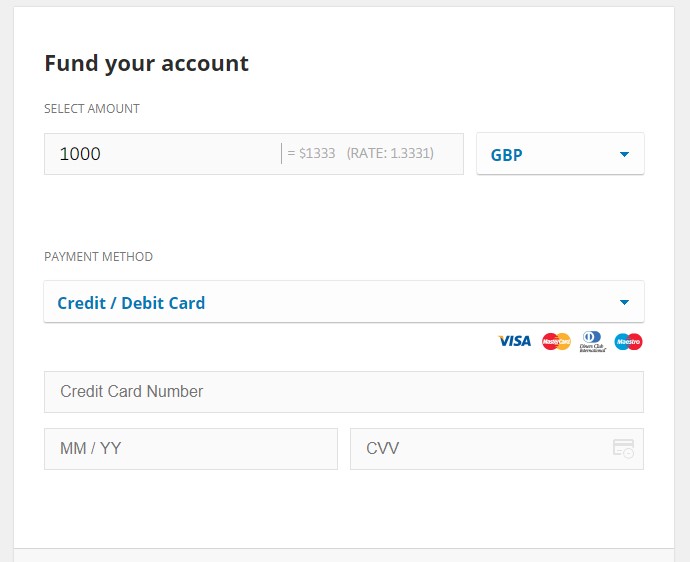 Fund your account
SELECT AMOUNT
1000 = $1333 (RATE: 1.3331) GBP
PAYMENT METHOD
Credit / Debit Card
VISA MasterCard Diners Club International Maestro
Credit Card Number
MM / YY CVV